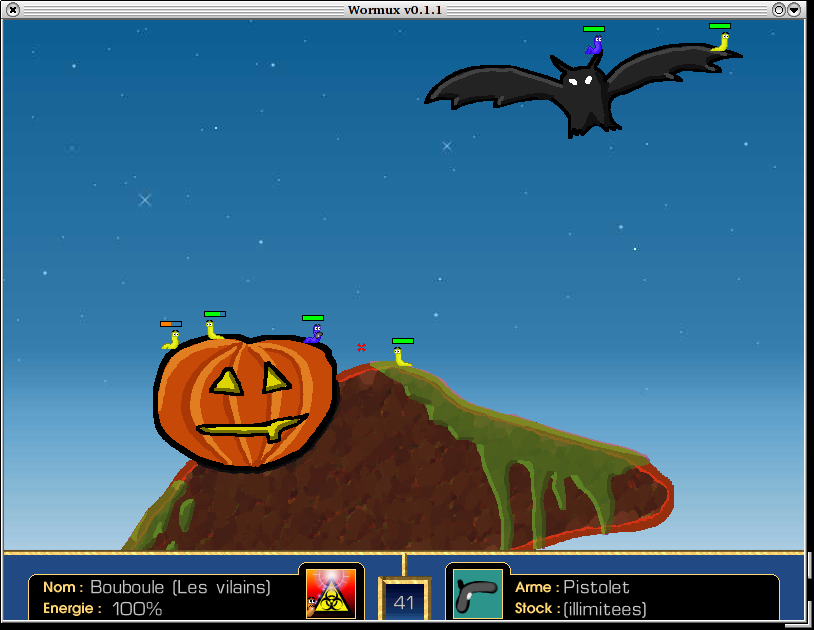 Wormux v0.1.1
Nom : Bouboule (Les vilains)
Energie : 100%
41
Arme : Pistolet
Stock : (illimitees)